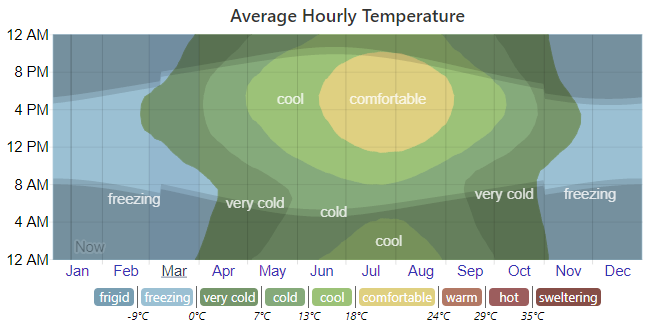 Average Hourly Temperature
12 AM
8 PM
4 PM
12 PM
8 AM
4 AM
12 AM
cool
comfortable
freezing
very cold
cold
very cold
freezing
cool
Now
Jan Feb Mar Apr May Jun Jul Aug Sep Oct Nov Dec
frigid freezing very cold cold cool comfortable warm hot sweltering
-9°C 0°C 7°C 13°C 18°C 24°C 29°C 35°C